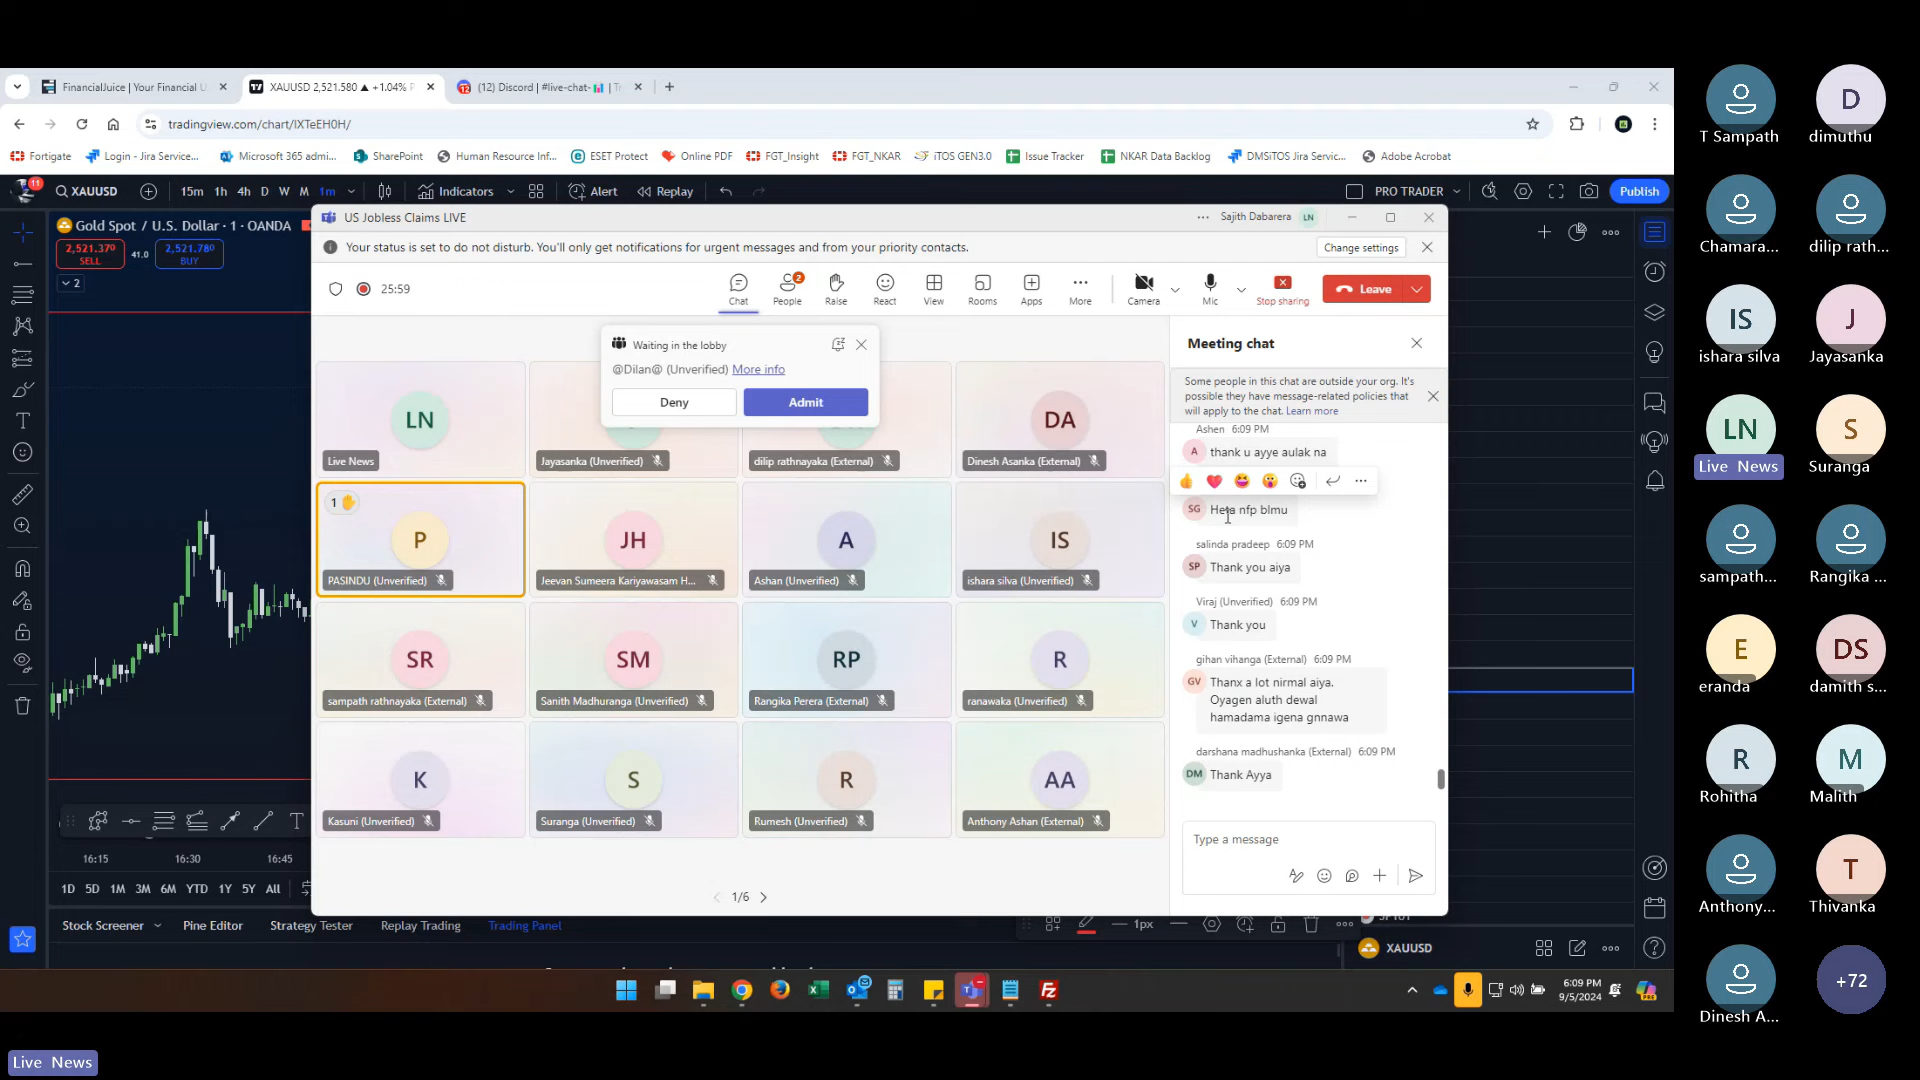 FinancialJuice | Your Financial U
XAUUSD 2,521.580 ▲ +1.04% P
(12) Discord | #live-chat- | Tr
tradingview.com/chart/IXTeEH0H/
Fortigate
Login - Jira Service...
Microsoft 365 admi...
SharePoint
Human Resource Inf...
ESET Protect
Online PDF
FGT_Insight
FGT_NKAR
iTOS GEN3.0
Issue Tracker
NKAR Data Backlog
DMSiTOS Jira Servic...
Adobe Acrobat
11
XAUUSD
15m 1h 4h D W M 1m
Indicators
Alert
Replay
PRO TRADER
Publish
Gold Spot / U.S. Dollar · 1 · OANDA
2,521.370
SELL
41.0
2,521.780
BUY
2
US Jobless Claims LIVE
Sajith Dabarera
LN
Your status is set to do not disturb. You'll only get notifications for urgent messages and from your priority contacts.
Change settings
25:59
Chat
2
People
Raise
React
View
Rooms
Apps
More
Camera
Mic
Stop sharing
Leave
Waiting in the lobby
@Dilan@ (Unverified) More info
Deny
Admit
LN
Live News
Jayasanka (Unverified)
dilip rathnayaka (External)
DA
Dinesh Asanka (External)
1
P
PASINDU (Unverified)
JH
Jeevan Sumeera Kariyawasam H...
A
Ashan (Unverified)
IS
ishara silva (Unverified)
SR
sampath rathnayaka (External)
SM
Sanith Madhuranga (Unverified)
RP
Rangika Perera (External)
R
ranawaka (Unverified)
K
Kasuni (Unverified)
S
Suranga (Unverified)
R
Rumesh (Unverified)
AA
Anthony Ashan (External)
1/6
Meeting chat
Some people in this chat are outside your org. It's
possible they have message-related policies that
will apply to the chat. Learn more
Ashen 6:09 PM
A
thank u ayye aulak na
SG
Heta nfp blmu
salinda pradeep 6:09 PM
SP
Thank you aiya
Viraj (Unverified) 6:09 PM
V
Thank you
gihan vihanga (External) 6:09 PM
GV
Thanx a lot nirmal aiya.
Oyagen aluth dewal
hamadama igena gnnawa
darshana madhushanka (External) 6:09 PM
DM
Thank Ayya
Type a message
16:15 16:30 16:45
1D 5D 1M 3M 6M YTD 1Y 5Y All
Stock Screener
Pine Editor
Strategy Tester
Replay Trading
Trading Panel
1px
XAUUSD
6:09 PM
9/5/2024
T Sampath
D
dimuthu
Chamara...
dilip rath...
IS
ishara silva
J
Jayasanka
LN
Live News
S
Suranga
sampath...
Rangika ...
E
eranda
DS
damith s...
R
Rohitha
M
Malith
Anthony...
T
Thivanka
Dinesh A...
+72
Live News